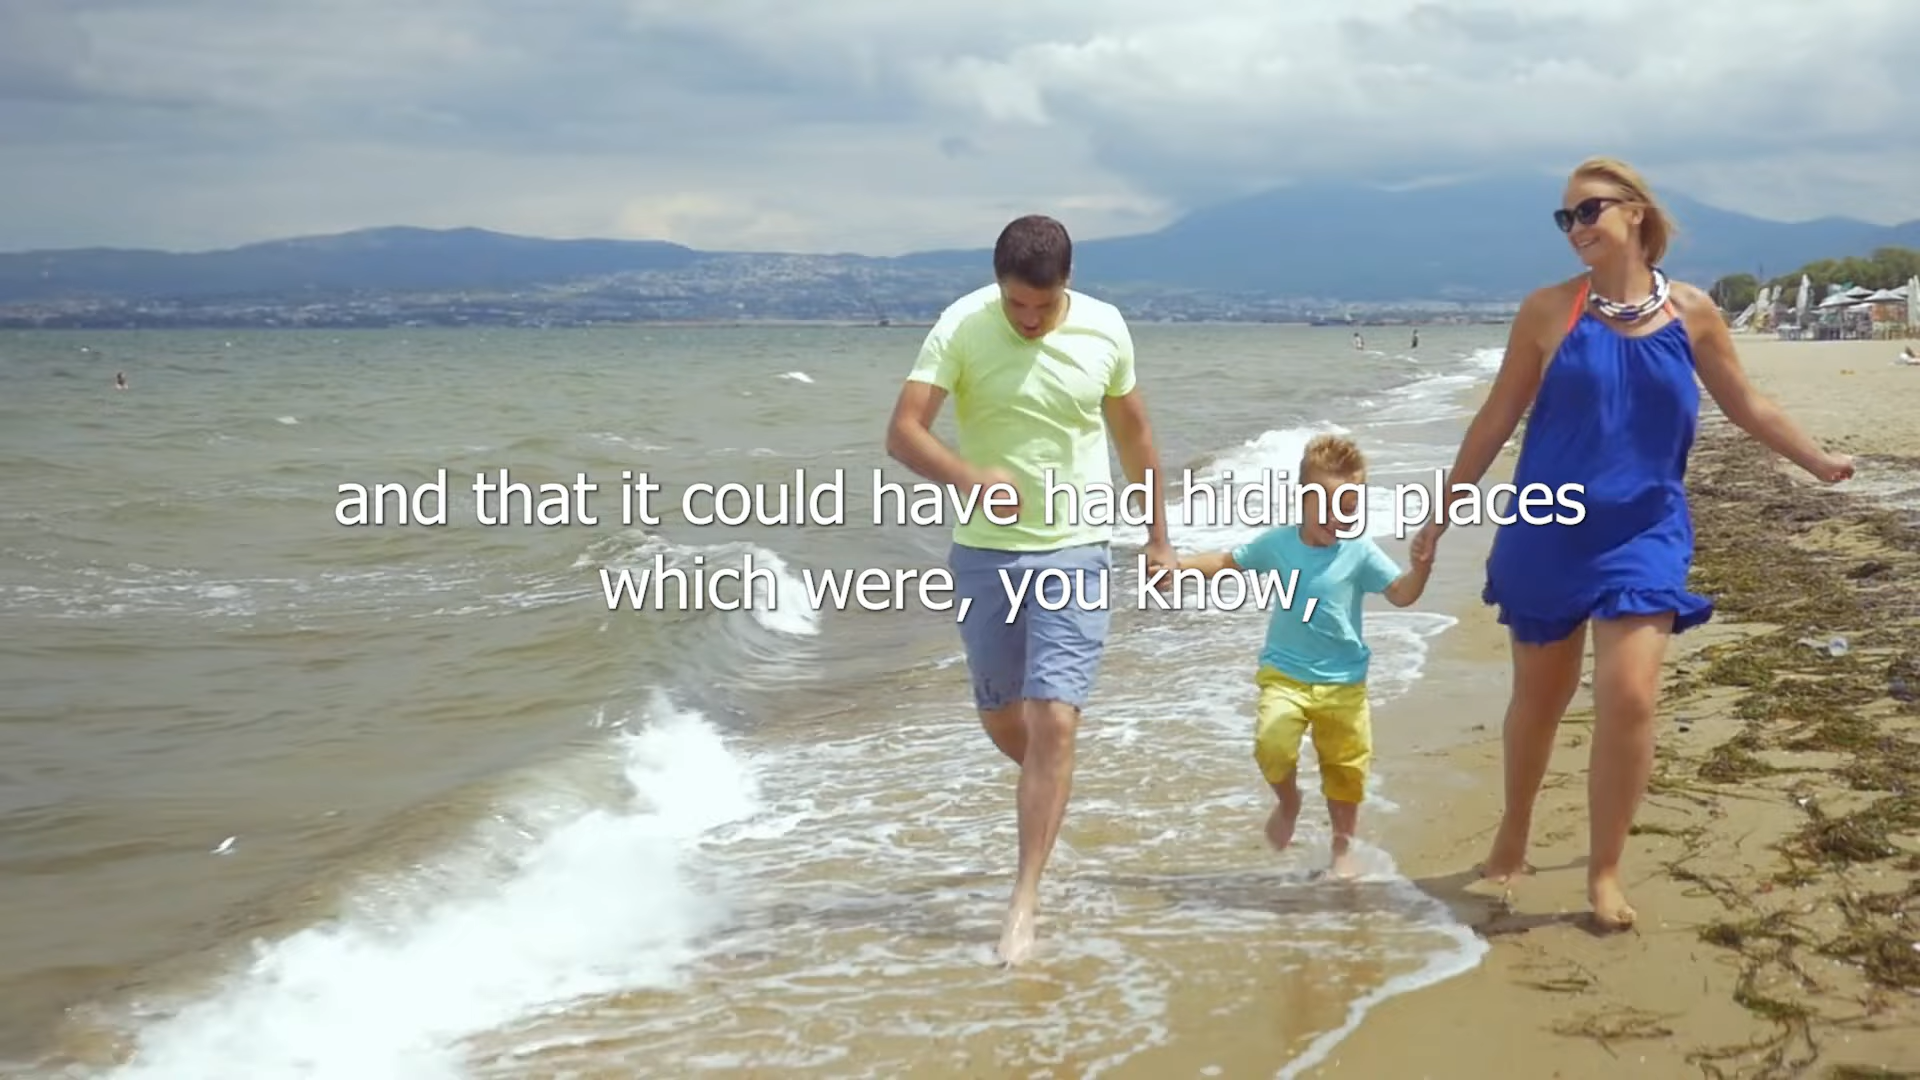 and that it could have had hiding places
which were, you know,